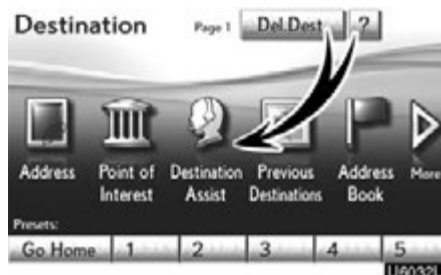 Destination Page 1 Del.Dest ?
Address Point of Interest Destination Assist Previous Destinations Address Book More
Presets:
Go Home 1 2 3 4 5
U6032L